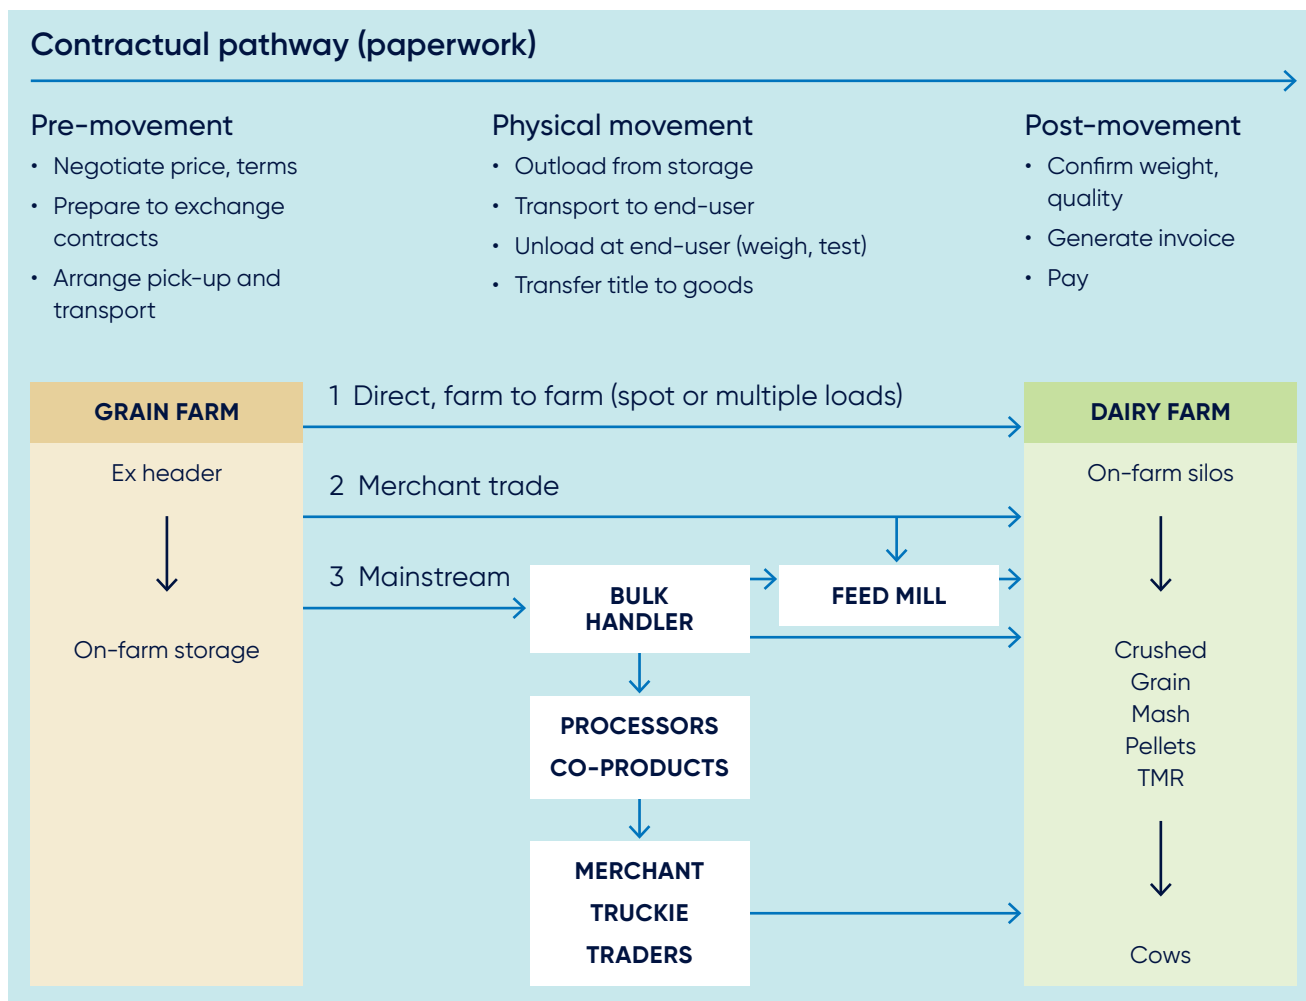 Contractual pathway (paperwork)
Pre-movement
• Negotiate price, terms
• Prepare to exchange
contracts
• Arrange pick-up and
transport
Physical movement
• Outload from storage
• Transport to end-user
• Unload at end-user (weigh, test)
• Transfer title to goods
Post-movement
• Confirm weight,
quality
• Generate invoice
• Pay
GRAIN FARM
Ex header
On-farm storage
1 Direct, farm to farm (spot or multiple loads)
2 Merchant trade
3 Mainstream
BULK
HANDLER
FEED MILL
PROCESSORS
CO-PRODUCTS
MERCHANT
TRUCKIE
TRADERS
DAIRY FARM
On-farm silos
Crushed
Grain
Mash
Pellets
TMR
Cows